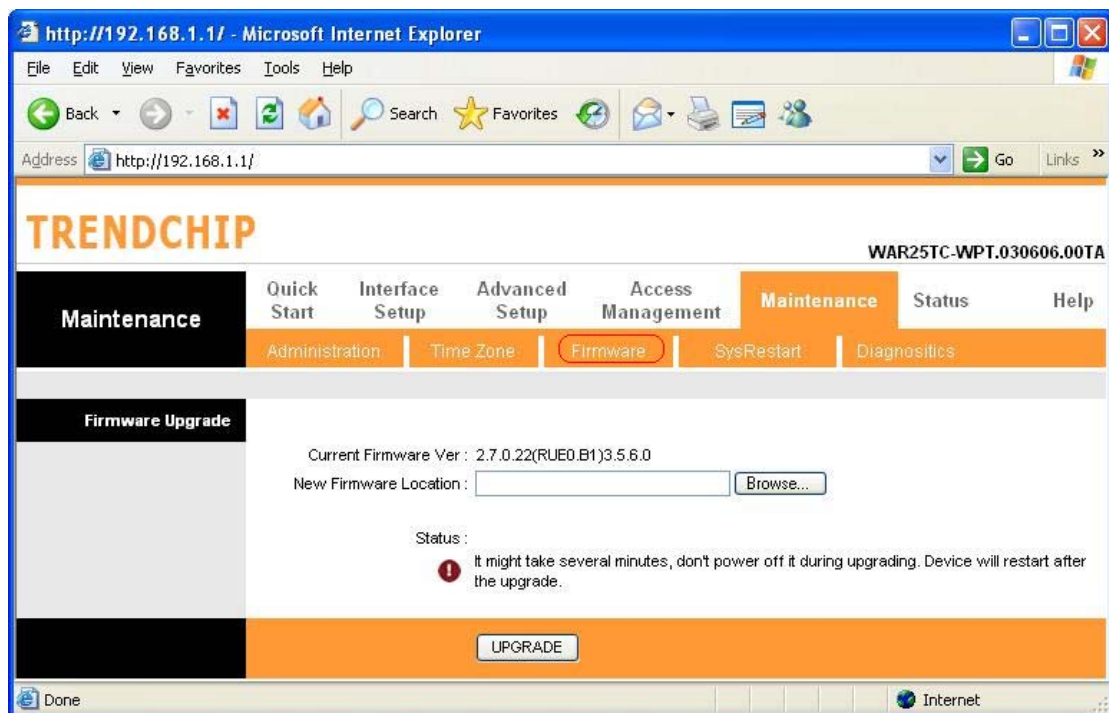 http://192.168.1.1/ - Microsoft Internet Explorer
File Edit View Favorites Tools Help
Back Search Favorites
Address http://192.168.1.1/ Go Links »
TRENDCHIP
WAR25TC-WPT.030606.00TA
Maintenance
Quick Start Interface Setup Advanced Setup Access Management Maintenance Status Help
Administration Time Zone Firmware SysRestart Diagnositics
Firmware Upgrade
Current Firmware Ver : 2.7.0.22(RUE0.B1)3.5.6.0
New Firmware Location : Browse...
Status :
It might take several minutes, don't power off it during upgrading. Device will restart after
the upgrade.
UPGRADE
Done Internet